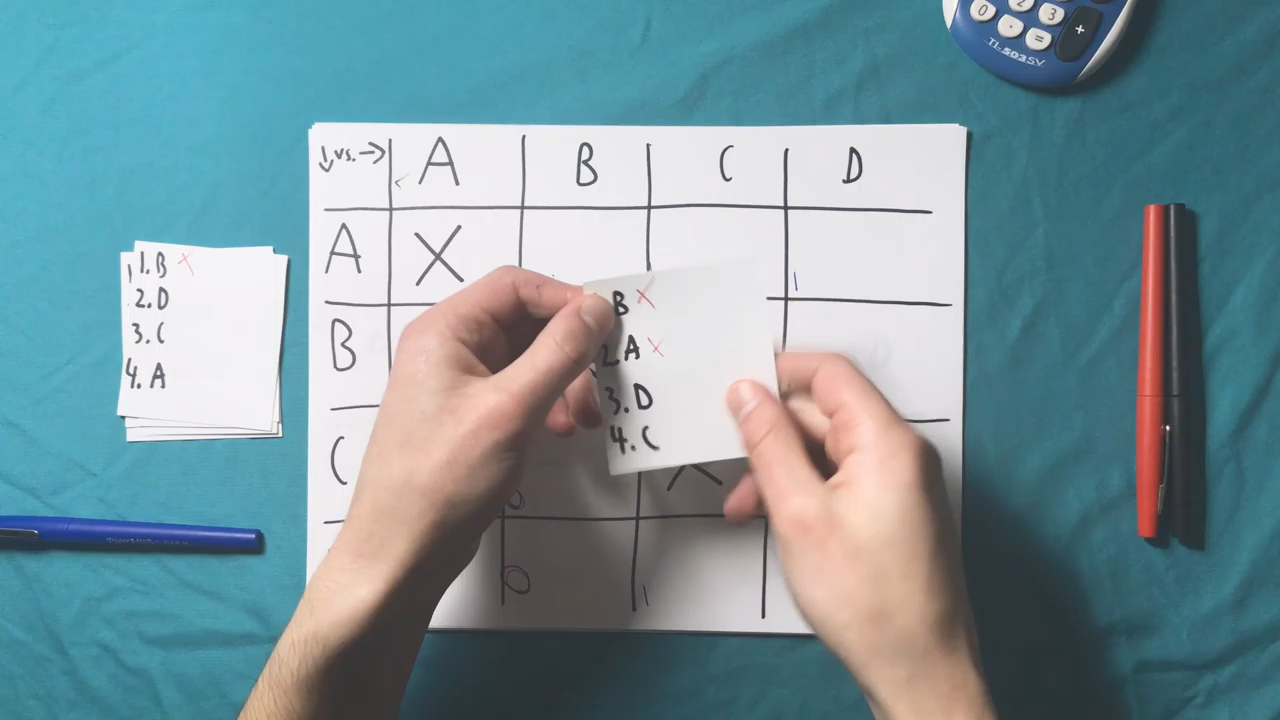 0 2 3
. = +
TI-503SV
↓ vs. → A B C D
A X
1
B
C
0
0 1
1. B X
2. D
3. C
4. A
B X
2. A X
3. D
4. C